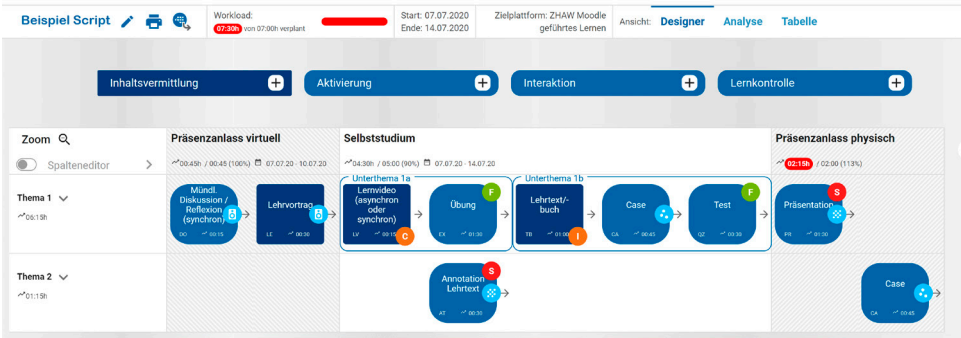 Beispiel Script
Workload:
07:30h von 07:00h verplant
Start: 07.07.2020
Ende: 14.07.2020
Zielplattform: ZHAW Moodle
geführtes Lernen
Ansicht: Designer Analyse Tabelle
Inhaltsvermittlung
Aktivierung
Interaktion
Lernkontrolle
Zoom
Spalteneditor
Präsenzanlass virtuell
00:45h / 00:45 (100%) 07.07.20 - 10.07.20
Selbststudium
04:30h / 05:00 (90%) 07.07.20 - 14.07.20
Präsenzanlass physisch
02:15h / 02:00 (113%)
Thema 1
06:15h
Mündl.
Diskussion /
Reflexion
(synchron)
DO 00:15
Lehrvortrag
LE 00:30
Unterthema 1a
Lernvideo
(asynchron
oder
synchron)
LV 00:15
C
F
Übung
EX 01:30
Unterthema 1b
Lehrtext/-
buch
TB 01:00
I
Case
CA 00:45
F
Test
QZ 00:30
S
Präsentation
PR 01:30
Thema 2
01:15h
S
Annotation
Lehrtext
AT 00:30
Case
CA 00:45